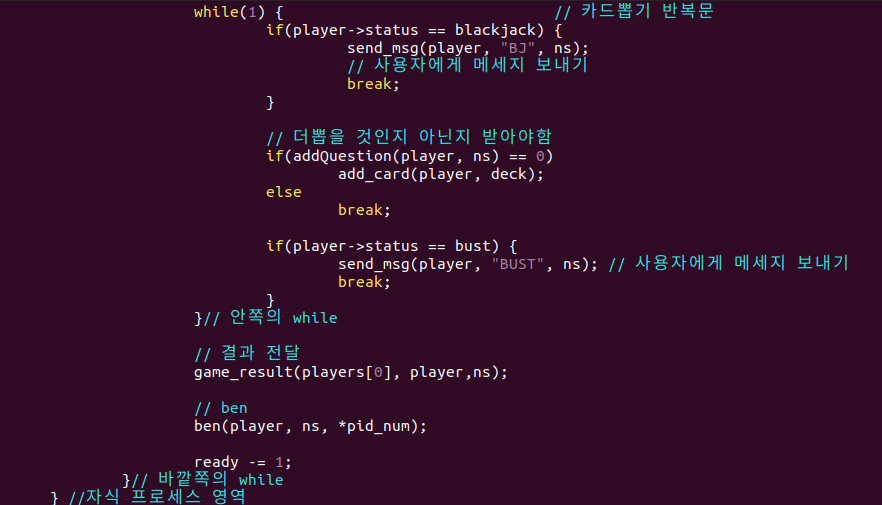 while(1) { // 카드뽑기 반복문
if(player->status == blackjack) {
send_msg(player, "BJ", ns);
// 사용자에게 메세지 보내기
break;
}
// 더뽑을 것인지 아닌지 받아야함
if(addQuestion(player, ns) == 0)
add_card(player, deck);
else
break;
if(player->status == bust) {
send_msg(player, "BUST", ns); // 사용자에게 메세지 보내기
break;
}
}// 안쪽의 while
// 결과 전달
game_result(players[0], player,ns);
// ben
ben(player, ns, *pid_num);
ready -= 1;
}// 바깥쪽의 while
} //자식 프로세스 영역